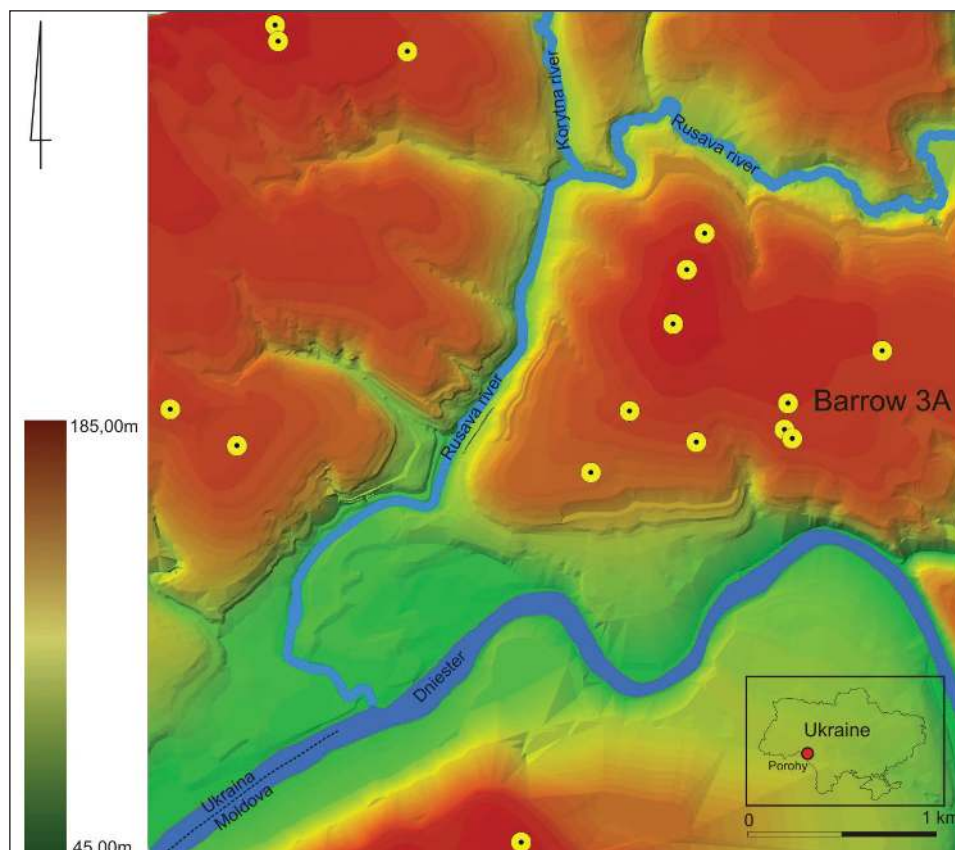 Korytna river
Rusava river
Barrow 3A
Rusava river
185,00m
Dniester
Ukraina
Moldova
Ukraine
Porohy
0 1 km
45,00m